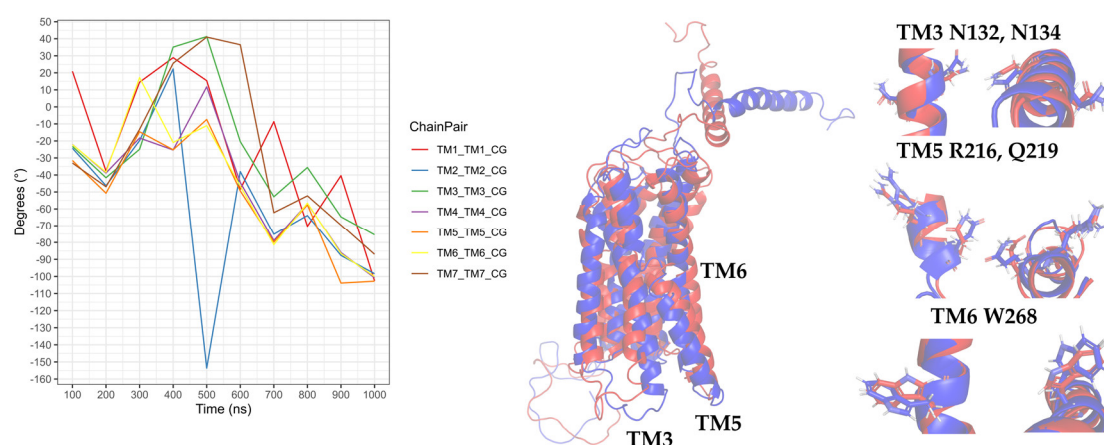 50
40
30
20
10
0
-10
-20
-30
-40
-50
-60
-70
-80
-90
-100
-110
-120
-130
-140
-150
-160
Degrees (°)
100 200 300 400 500 600 700 800 900 1000
Time (ns)
ChainPair
TM1_TM1_CG
TM2_TM2_CG
TM3_TM3_CG
TM4_TM4_CG
TM5_TM5_CG
TM6_TM6_CG
TM7_TM7_CG
TM6
TM5
TM3
TM3 N132, N134
TM5 R216, Q219
TM6 W268